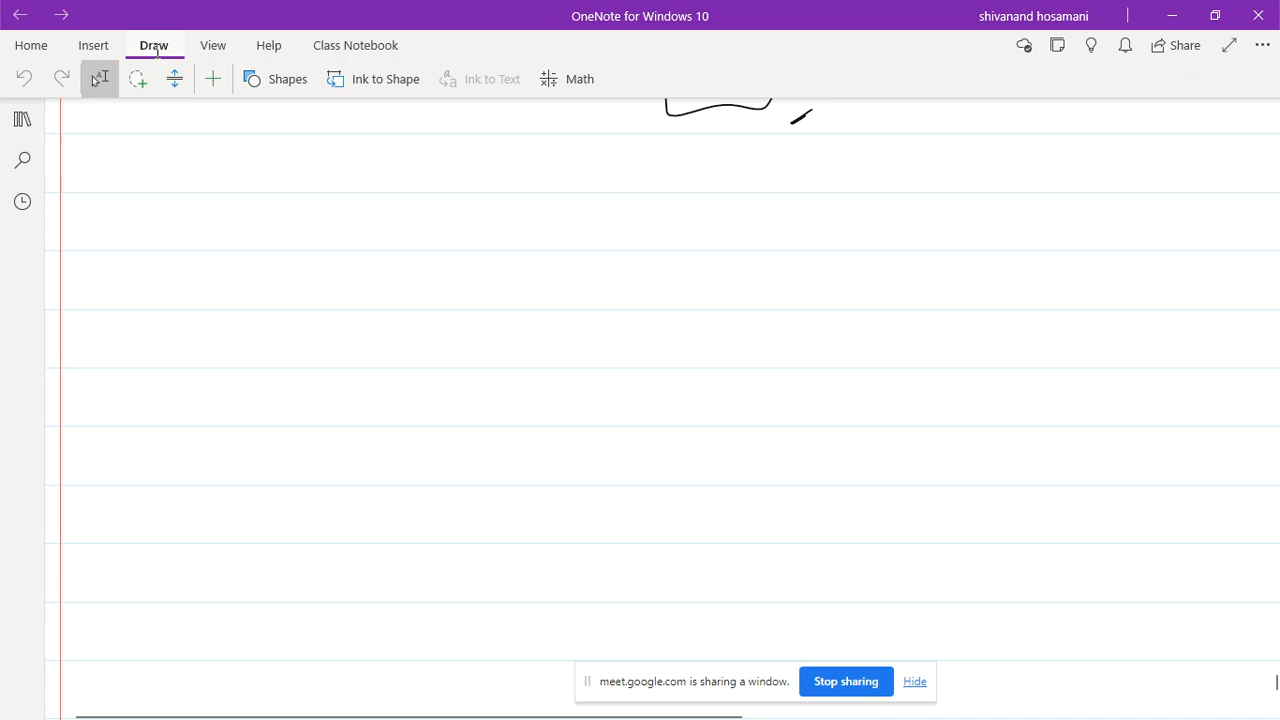 OneNote for Windows 10
shivanand hosamani
Home Insert Draw View Help Class Notebook
Share
Shapes Ink to Shape Ink to Text Math
meet.google.com is sharing a window. Stop sharing Hide